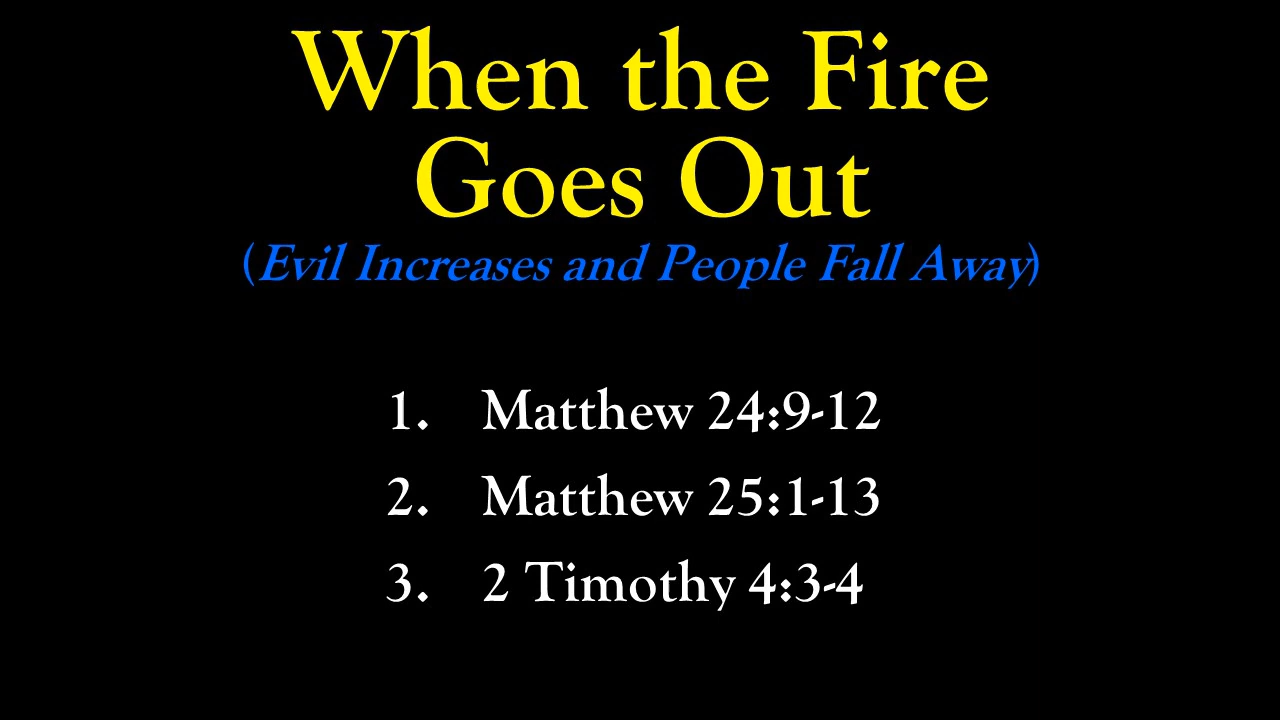 When the Fire
Goes Out
(Evil Increases and People Fall Away)
1. Matthew 24:9-12
2. Matthew 25:1-13
3. 2 Timothy 4:3-4